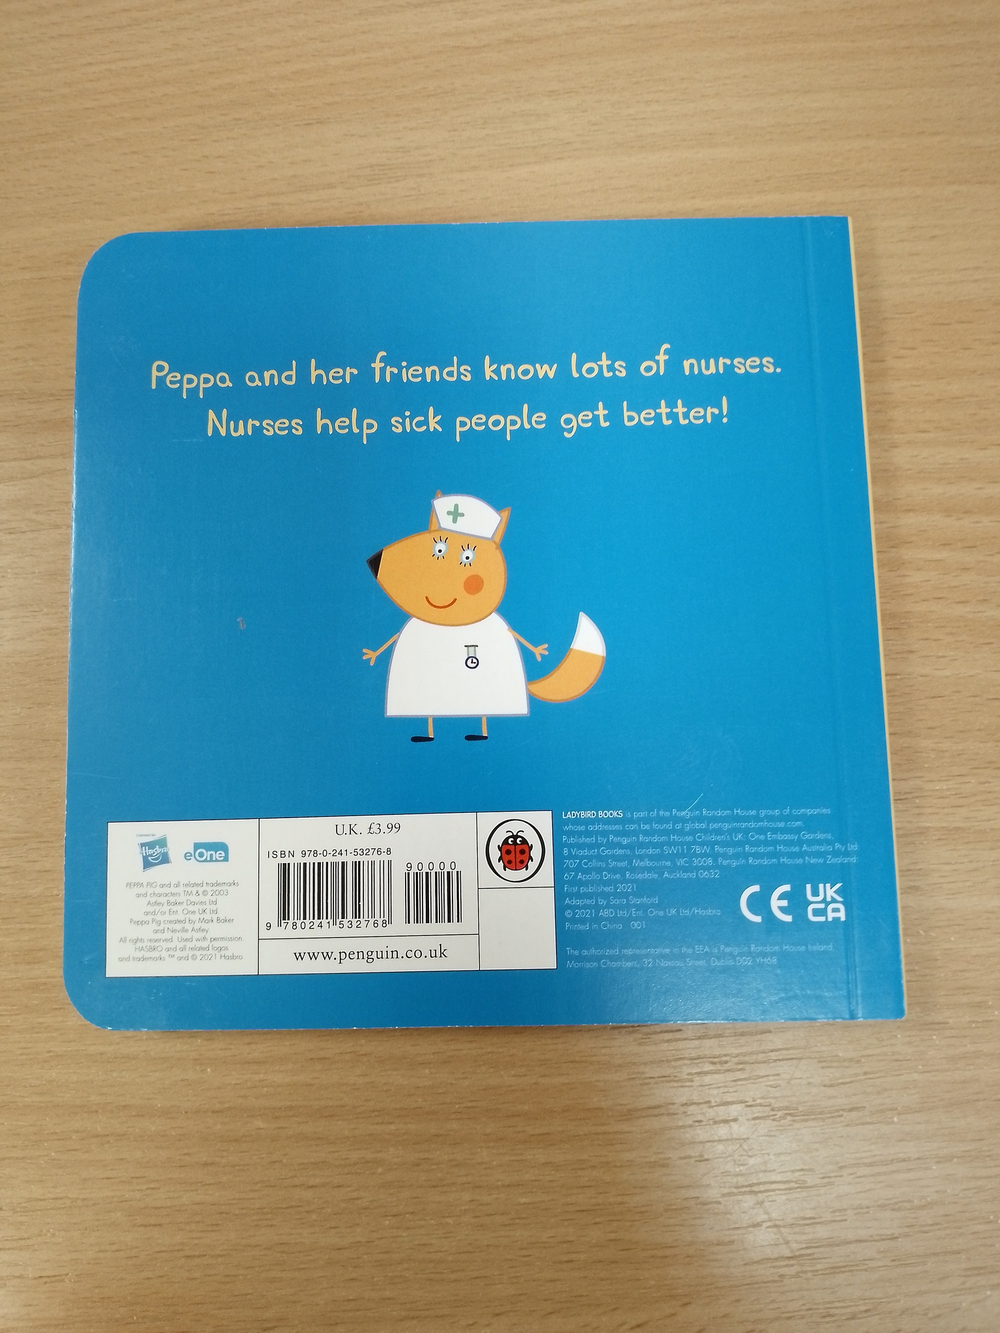 Peppa and her friends know lots of nurses.
Nurses help sick people get better!
Hasbro
eOne
PEPPA PIG and all related trademarks
and characters TM & © 2003
Astley Baker Davies Ltd
and/or Ent. One UK Ltd
Peppa Pig created by Mark Baker
and Neville Astley
All rights reserved. Used with permission.
HASBRO and all related logos
and trademarks ™ and © 2021 Hasbro.
U.K. £3.99
ISBN 978-0-241-53276-8
90000
9 780241 532768
www.penguin.co.uk
LADYBIRD BOOKS is part of the Penguin Random House group of companies
whose addresses can be found at global.penguinrandomhouse.com.
Published by Penguin Random House Children's UK: One Embassy Gardens,
8 Viaduct Gardens, London SW11 7BW. Penguin Random House Australia Pty Ltd:
707 Collins Street, Melbourne, VIC 3008. Penguin Random House New Zealand:
67 Apollo Drive, Rosedale, Auckland 0632
First published 2021
Adapted by Sara Stanford
© 2021 ABD Ltd/Ent. One UK Ltd/Hasbro
Printed in China 001
CE UK
CA
The authorized representative in the EEA is Penguin Random House Ireland,
Morrison Chambers, 32 Nassau Street, Dublin D02 YH68